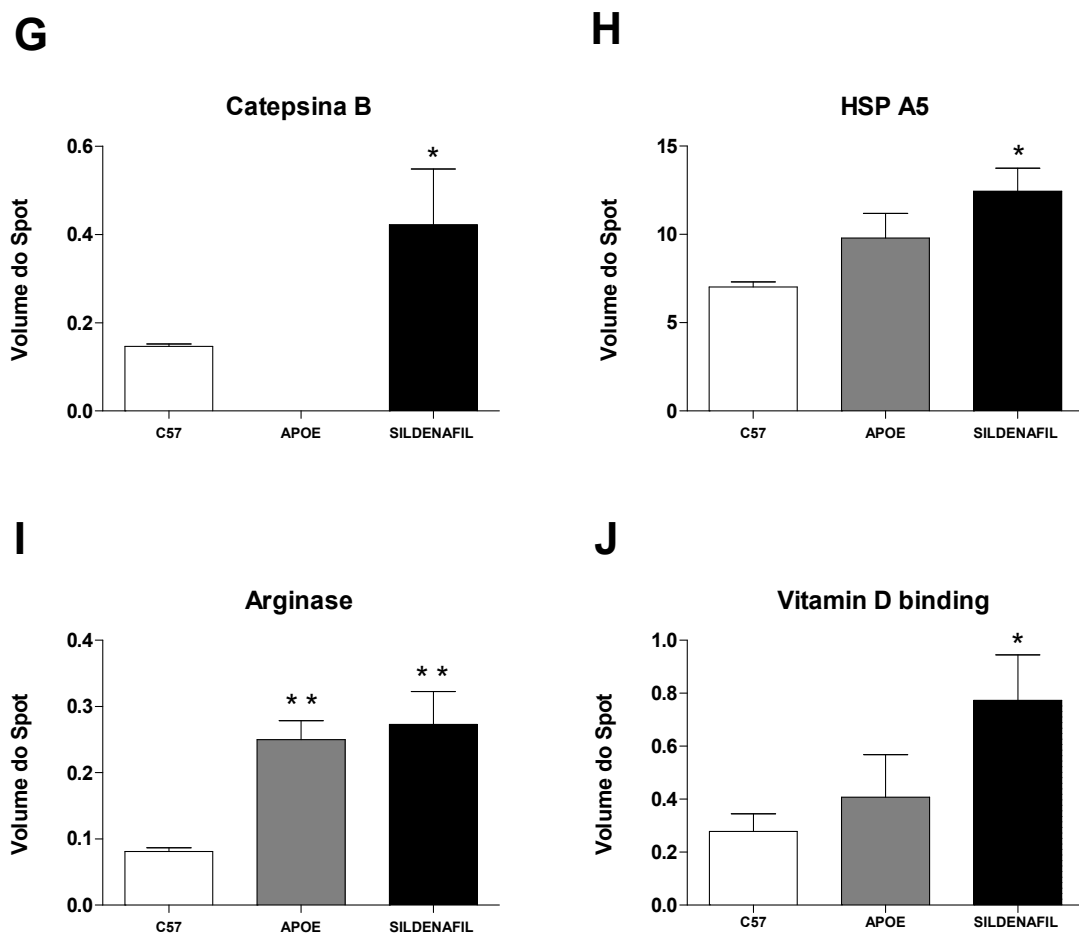 G
Catepsina B
Volume do Spot
0.6
0.4
0.2
0.0
*
C57 APOE SILDENAFIL
H
HSP A5
Volume do Spot
15
10
5
0
*
C57 APOE SILDENAFIL
I
Arginase
Volume do Spot
0.4
0.3
0.2
0.1
0.0
* *
* *
C57 APOE SILDENAFIL
J
Vitamin D binding
Volume do Spot
1.0
0.8
0.6
0.4
0.2
0.0
*
C57 APOE SILDENAFIL